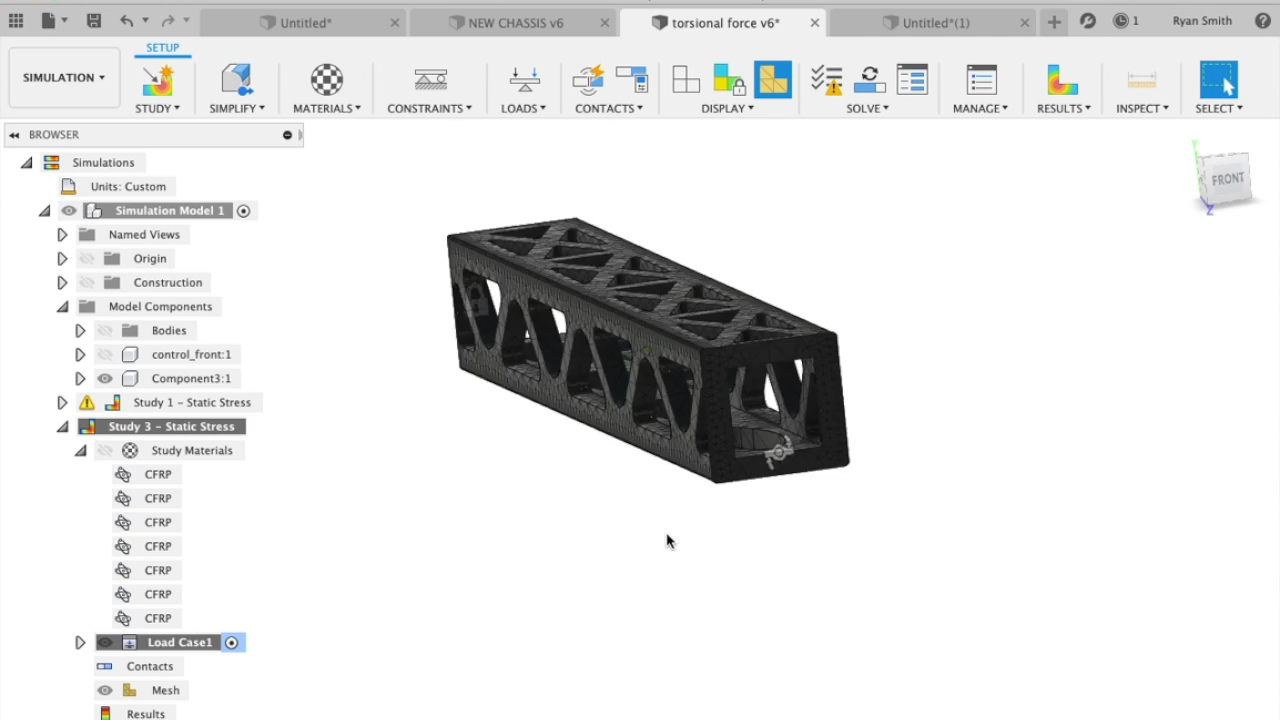 Untitled*
NEW CHASSIS v6
torsional force v6*
Untitled*(1)
1
Ryan Smith
SETUP
SIMULATION
STUDY
SIMPLIFY
MATERIALS
CONSTRAINTS
LOADS
CONTACTS
DISPLAY
SOLVE
MANAGE
RESULTS
INSPECT
SELECT
BROWSER
FRONT
Y
Z
Simulations
Units: Custom
Simulation Model 1
Named Views
Origin
Construction
Model Components
Bodies
control_front:1
Component3:1
Study 1 - Static Stress
Study 3 - Static Stress
Study Materials
CFRP
CFRP
CFRP
CFRP
CFRP
CFRP
CFRP
Load Case1
Contacts
Mesh
Results